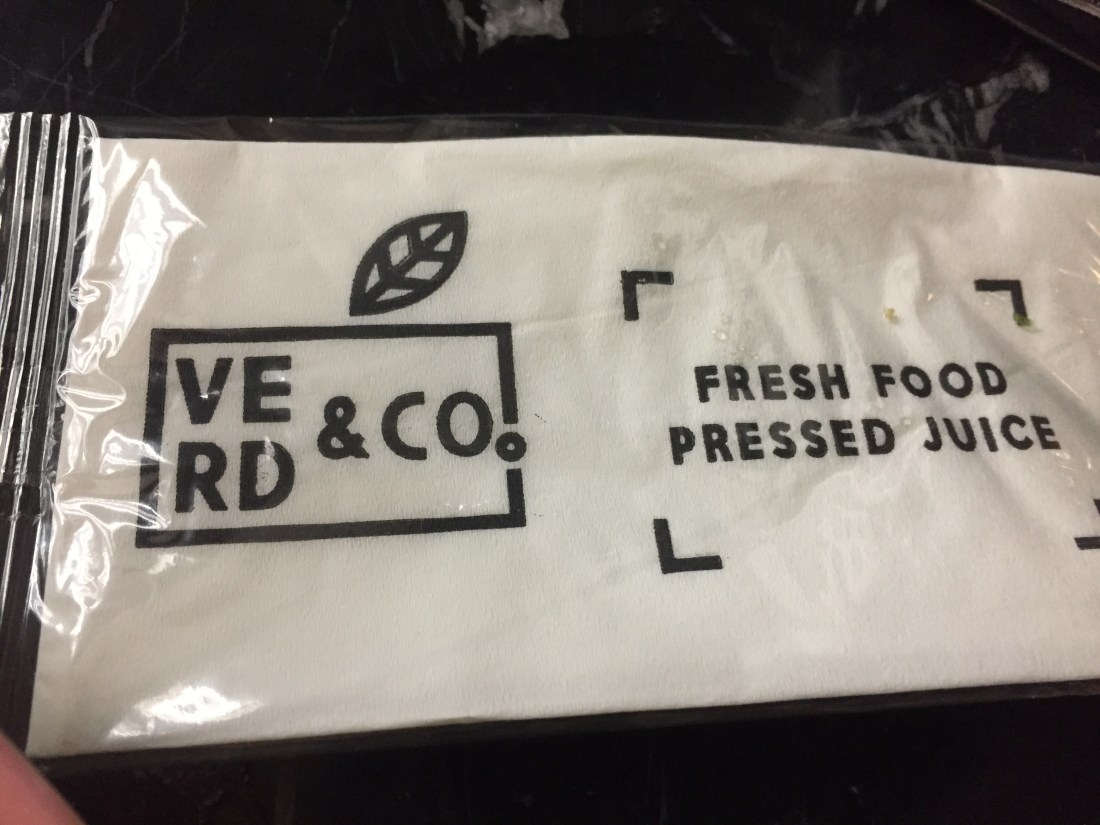 VE
RD
& CO.
FRESH FOOD
PRESSED JUICE